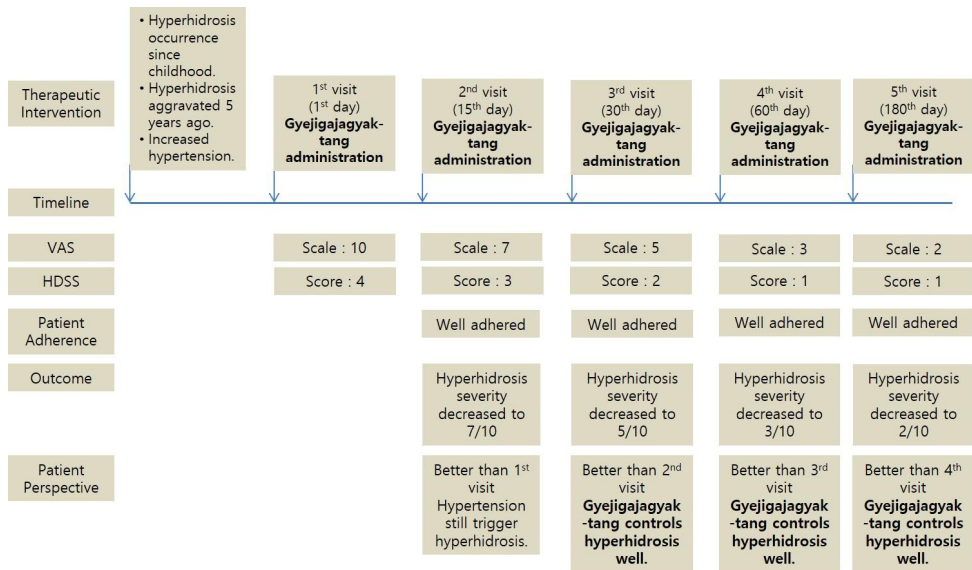 • Hyperhidrosis
occurrence
since
childhood.
• Hyperhidrosis
aggravated 5
years ago.
• Increased
hypertension.
Therapeutic
Intervention
1st visit
(1st day)
Gyejigajagyak-
tang
administration
2nd visit
(15th day)
Gyejigajagyak-
tang
administration
3rd visit
(30th day)
Gyejigajagyak-
tang
administration
4th visit
(60th day)
Gyejigajagyak-
tang
administration
5th visit
(180th day)
Gyejigajagyak-
tang
administration
Timeline
VAS
Scale : 10
Scale : 7
Scale : 5
Scale : 3
Scale : 2
HDSS
Score : 4
Score : 3
Score : 2
Score : 1
Score : 1
Patient
Adherence
Well adhered
Well adhered
Well adhered
Well adhered
Outcome
Hyperhidrosis
severity
decreased to
7/10
Hyperhidrosis
severity
decreased to
5/10
Hyperhidrosis
severity
decreased to
3/10
Hyperhidrosis
severity
decreased to
2/10
Patient
Perspective
Better than 1st
visit
Hypertension
still trigger
hyperhidrosis.
Better than 2nd
visit
Gyejigajagyak
-tang controls
hyperhidrosis
well.
Better than 3rd
visit
Gyejigajagyak
-tang controls
hyperhidrosis
well.
Better than 4th
visit
Gyejigajagyak
-tang controls
hyperhidrosis
well.